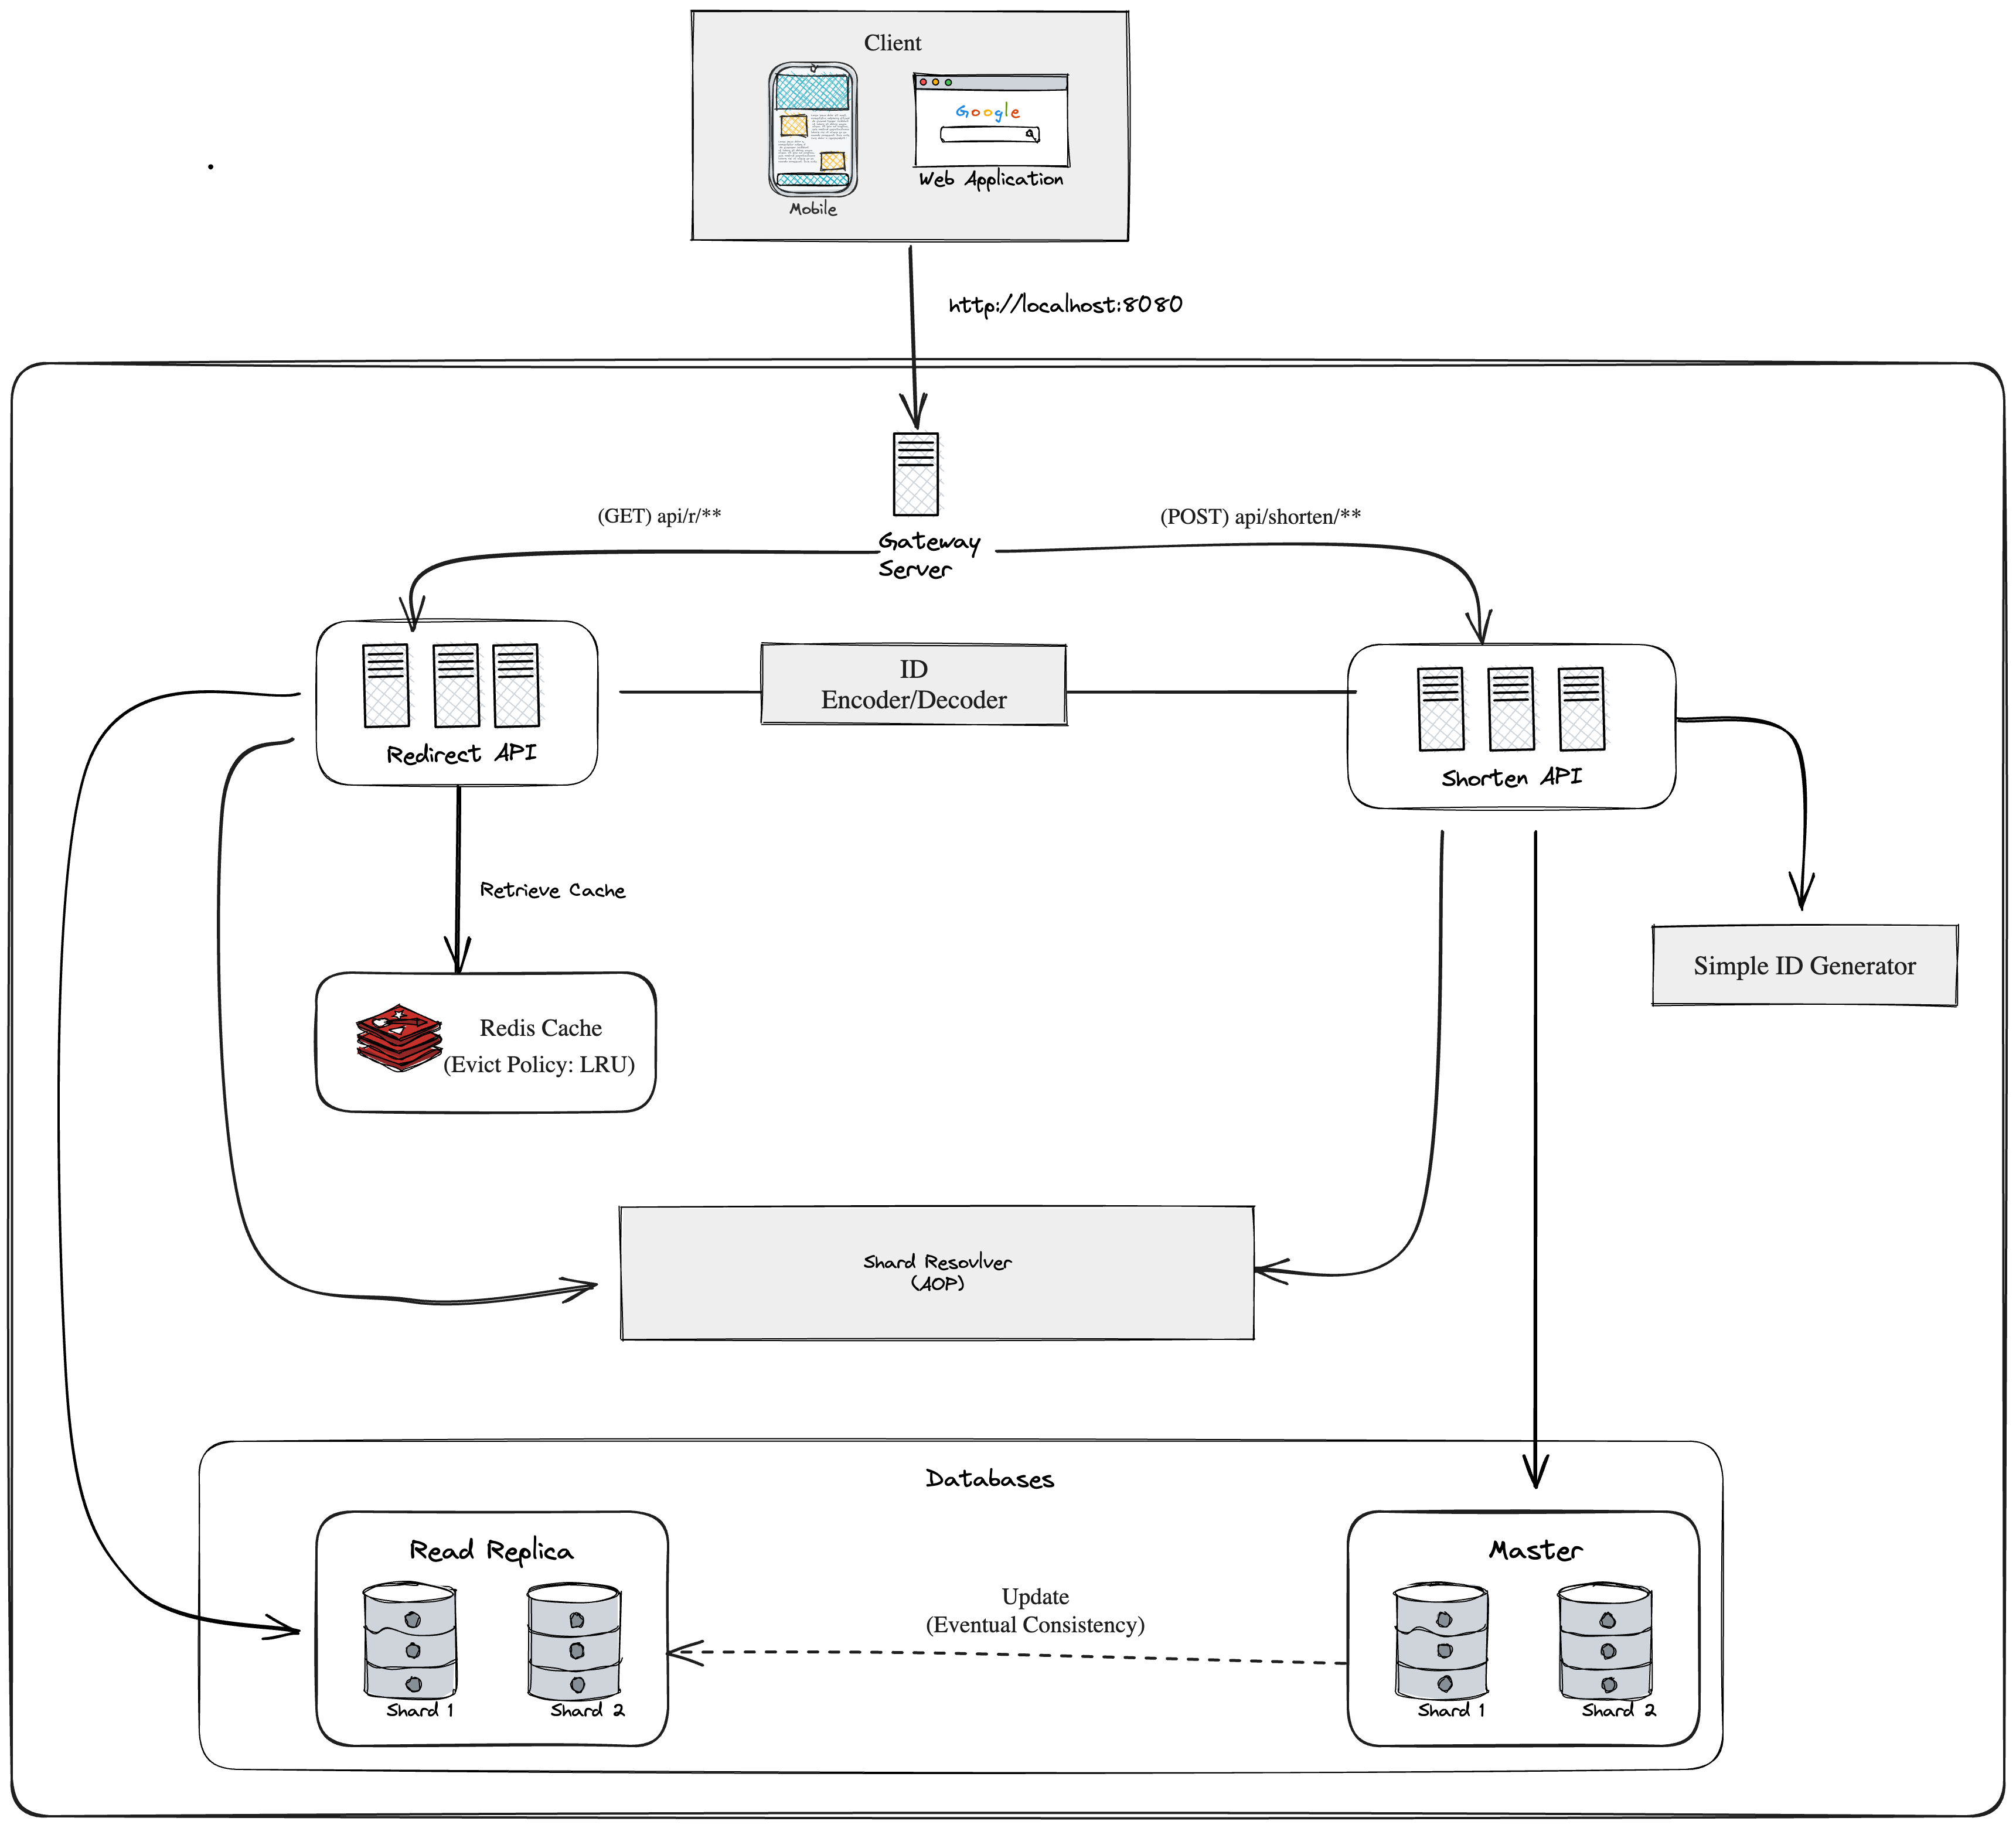 Client
Google
Web Application
Mobile
http://localhost:8080
(GET) api/r/**
(POST) api/shorten/**
Gateway
Server
ID
Encoder/Decoder
Redirect API
Shorten API
Retrieve Cache
Simple ID Generator
Redis Cache
(Evict Policy: LRU)
Shard Resovlver
(AOP)
Databases
Read Replica
Master
Update
(Eventual Consistency)
Shard 1
Shard 2
Shard 1
Shard 2